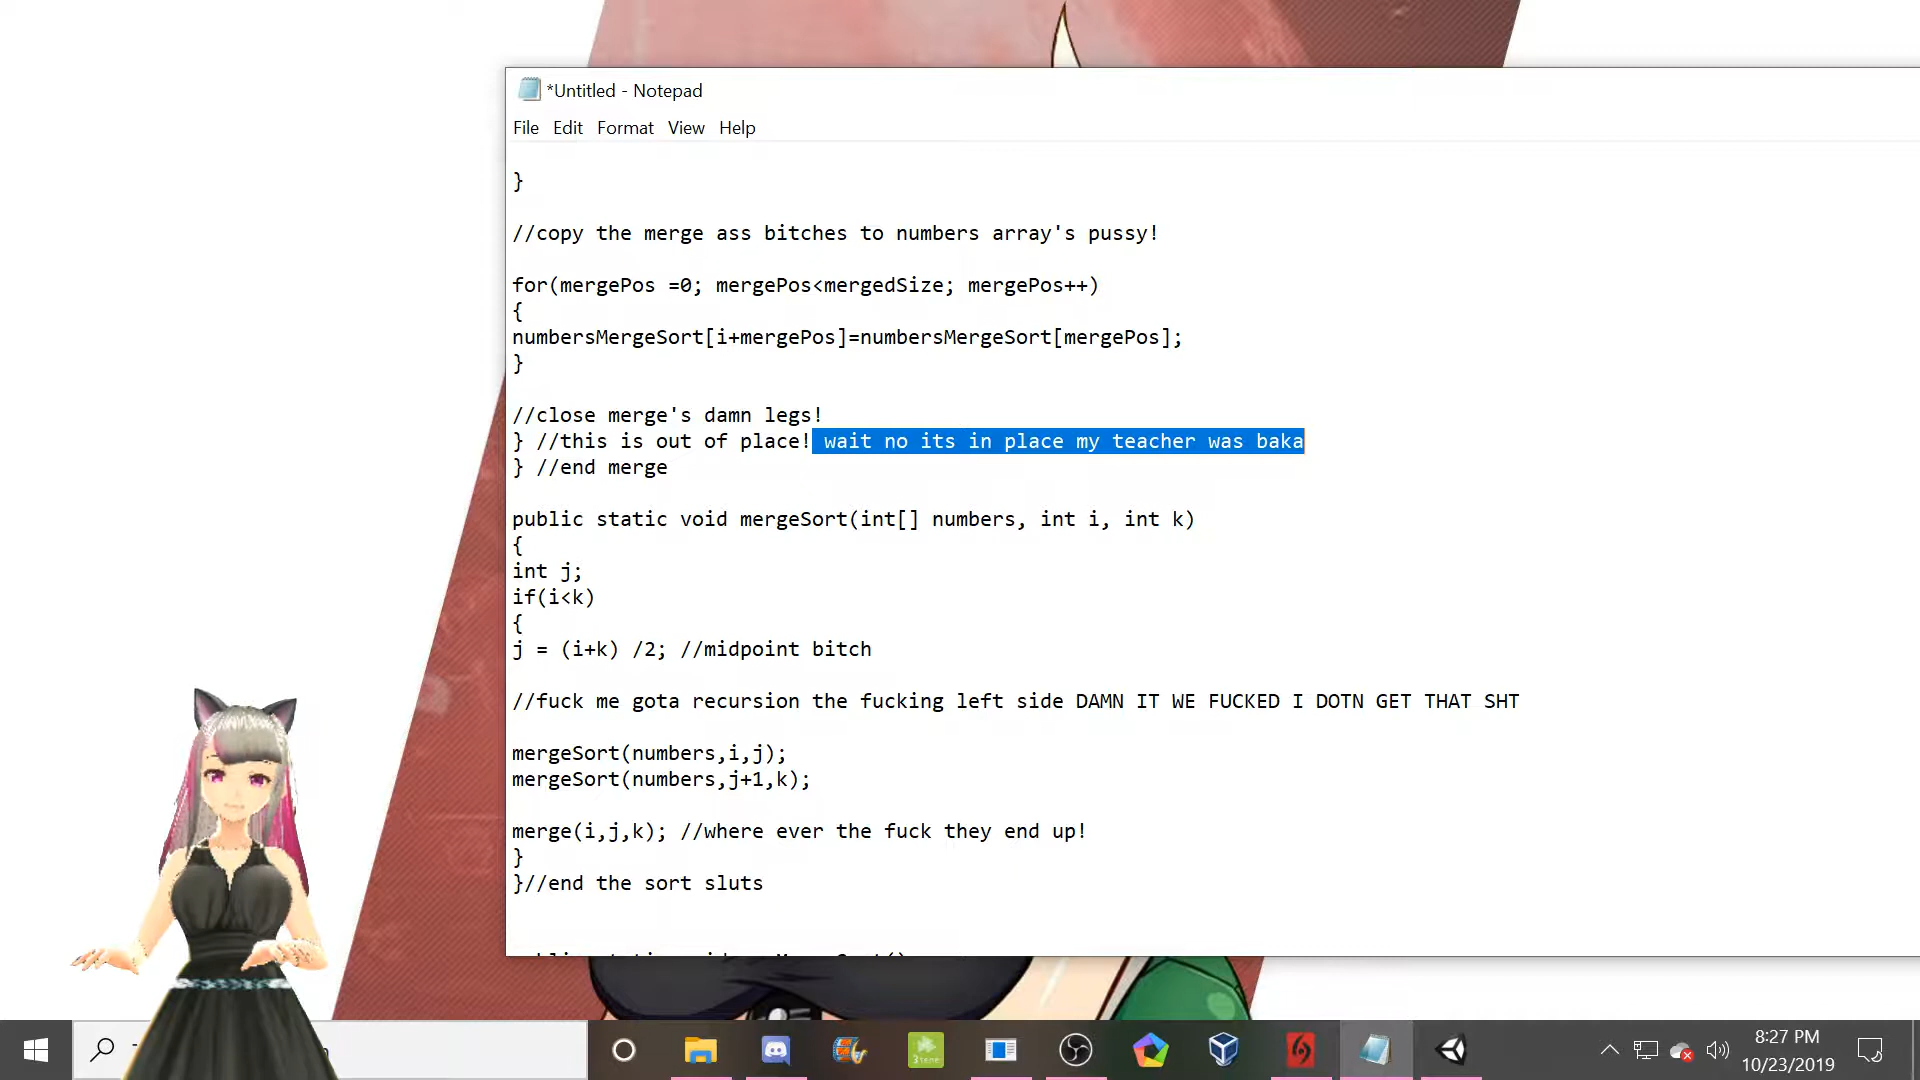 *Untitled - Notepad
File Edit Format View Help
}
//copy the merge ass bitches to numbers array's pussy!
for(mergePos =0; mergePos<mergedSize; mergePos++)
{
numbersMergeSort[i+mergePos]=numbersMergeSort[mergePos];
}
//close merge's damn legs!
} //this is out of place! wait no its in place my teacher was baka
} //end merge
public static void mergeSort(int[] numbers, int i, int k)
{
int j;
if(i<k)
{
j = (i+k) /2; //midpoint bitch
//fuck me gota recursion the fucking left side DAMN IT WE FUCKED I DOTN GET THAT SHT
mergeSort(numbers,i,j);
mergeSort(numbers,j+1,k);
merge(i,j,k); //where ever the fuck they end up!
}
}//end the sort sluts
8:27 PM
10/23/2019